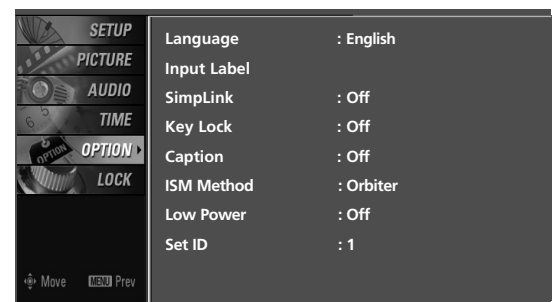 SETUP
PICTURE
AUDIO
TIME
OPTION
LOCK
Move MENU Prev
Language : English
Input Label
SimpLink : Off
Key Lock : Off
Caption : Off
ISM Method : Orbiter
Low Power : Off
Set ID : 1